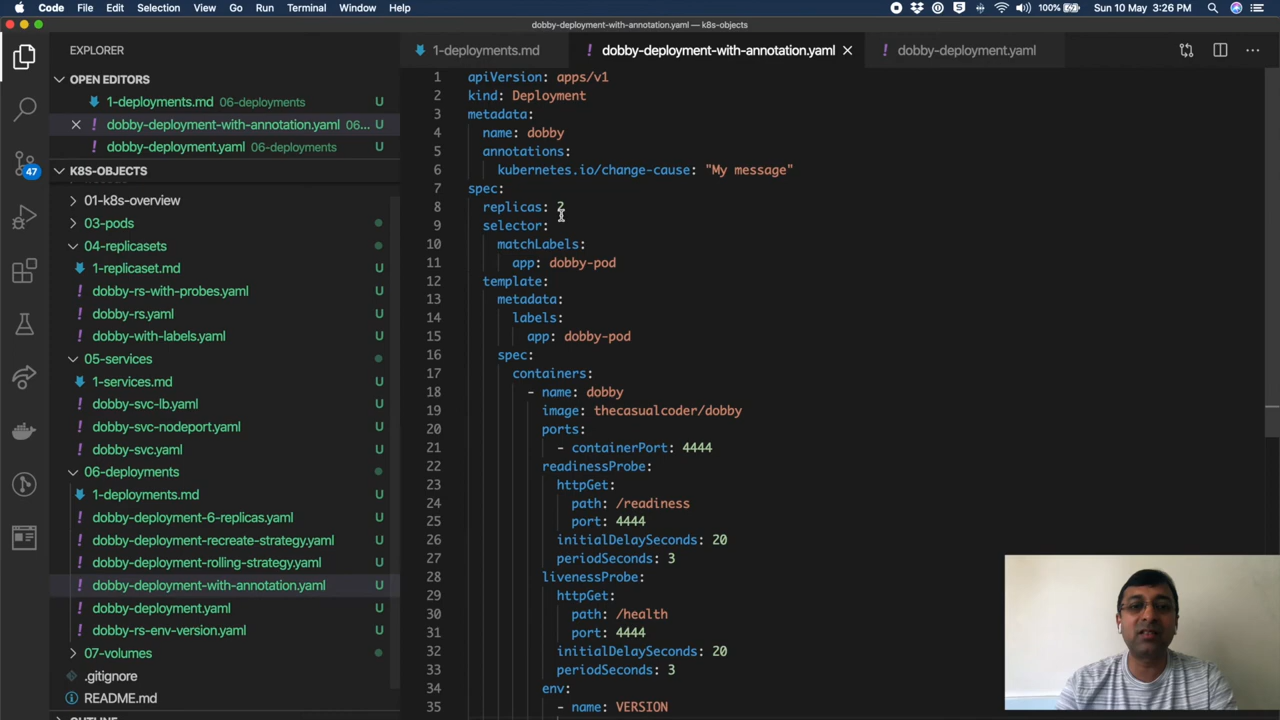 Code File Edit Selection View Go Run Terminal Window Help 100% Sun 10 May 3:26 PM
dobby-deployment-with-annotation.yaml — k8s-objects
EXPLORER
OPEN EDITORS
1-deployments.md 06-deployments U
dobby-deployment-with-annotation.yaml 06... U
dobby-deployment.yaml 06-deployments U
K8S-OBJECTS
47
01-k8s-overview
03-pods
04-replicasets
1-replicaset.md U
dobby-rs-with-probes.yaml U
dobby-rs.yaml U
dobby-with-labels.yaml U
05-services
1-services.md U
dobby-svc-lb.yaml U
dobby-svc-nodeport.yaml U
dobby-svc.yaml U
06-deployments
1-deployments.md U
dobby-deployment-6-replicas.yaml U
dobby-deployment-recreate-strategy.yaml U
dobby-deployment-rolling-strategy.yaml U
dobby-deployment-with-annotation.yaml U
dobby-deployment.yaml U
dobby-rs-env-version.yaml U
07-volumes
.gitignore
README.md U
1-deployments.md dobby-deployment-with-annotation.yaml dobby-deployment.yaml
1 apiVersion: apps/v1
2 kind: Deployment
3 metadata:
4 name: dobby
5 annotations:
6 kubernetes.io/change-cause: "My message"
7 spec:
8 replicas: 2
9 selector:
10 matchLabels:
11 app: dobby-pod
12 template:
13 metadata:
14 labels:
15 app: dobby-pod
16 spec:
17 containers:
18 - name: dobby
19 image: thecasualcoder/dobby
20 ports:
21 - containerPort: 4444
22 readinessProbe:
23 httpGet:
24 path: /readiness
25 port: 4444
26 initialDelaySeconds: 20
27 periodSeconds: 3
28 livenessProbe:
29 httpGet:
30 path: /health
31 port: 4444
32 initialDelaySeconds: 20
33 periodSeconds: 3
34 env:
35 - name: VERSION